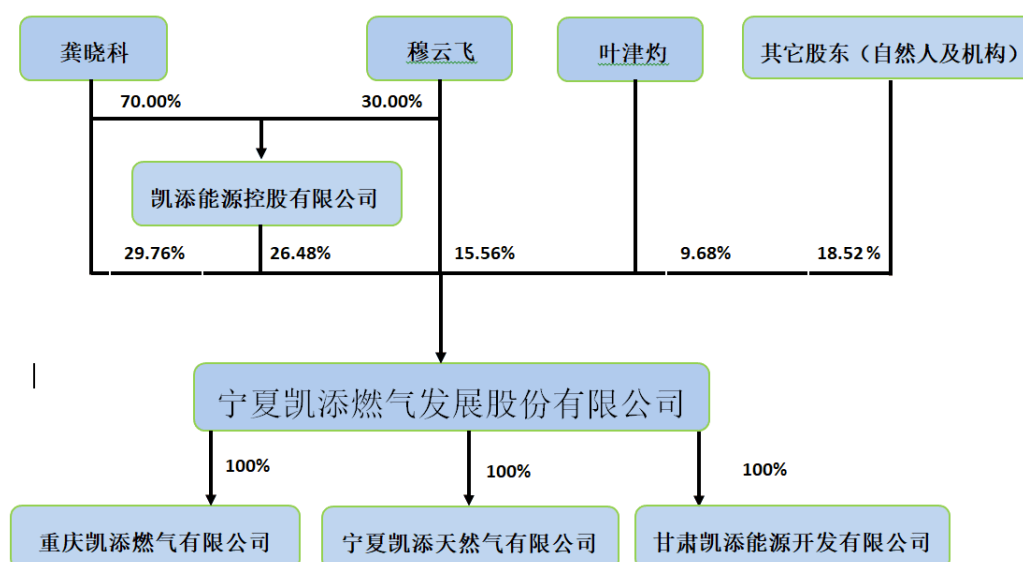 龚晓科
穆云飞
叶津灼
其它股东（自然人及机构）
70.00%
30.00%
凯添能源控股有限公司
29.76%
26.48%
15.56%
9.68%
18.52%
宁夏凯添燃气发展股份有限公司
100%
100%
100%
重庆凯添燃气有限公司
宁夏凯添天然气有限公司
甘肃凯添能源开发有限公司